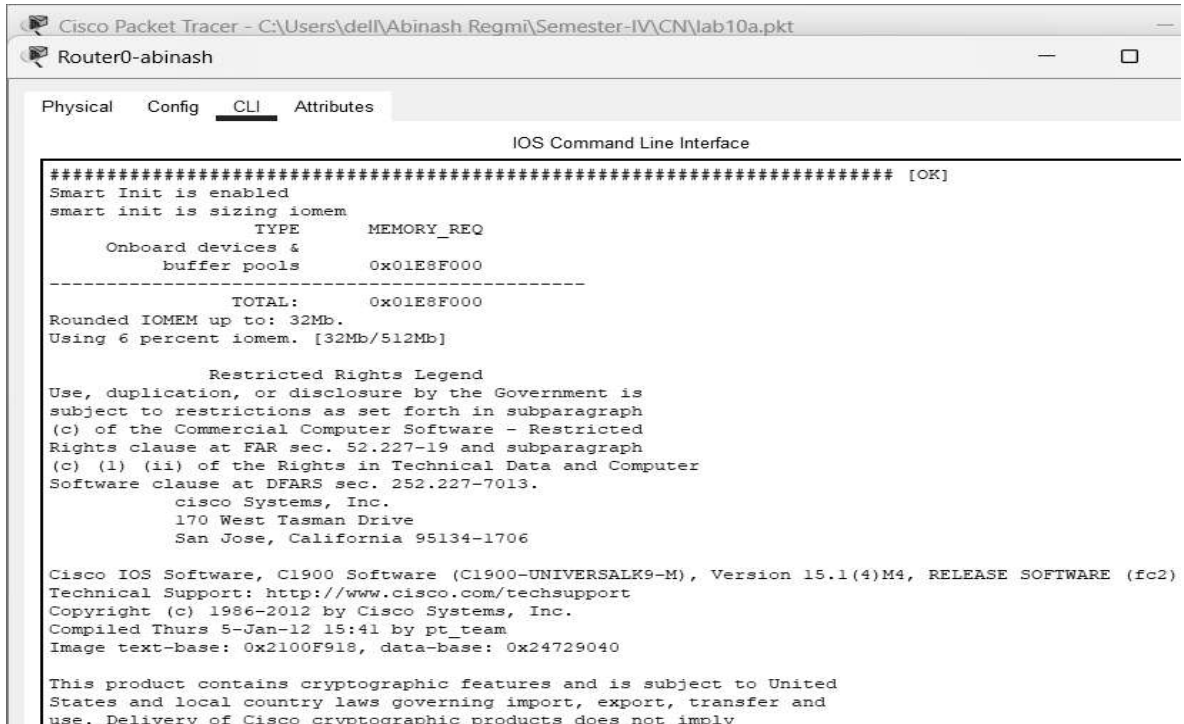 Cisco Packet Tracer - C:\Users\dell\Abinash Regmi\Semester-IV\CN\lab10a.pkt
Router0-abinash
Physical Config CLI Attributes
IOS Command Line Interface
########################################################################## [OK]
Smart Init is enabled
smart init is sizing iomem
TYPE MEMORY_REQ
Onboard devices &
buffer pools 0x01E8F000
-----------------------------------------------
TOTAL: 0x01E8F000
Rounded IOMEM up to: 32Mb.
Using 6 percent iomem. [32Mb/512Mb]
Restricted Rights Legend
Use, duplication, or disclosure by the Government is
subject to restrictions as set forth in subparagraph
(c) of the Commercial Computer Software - Restricted
Rights clause at FAR sec. 52.227-19 and subparagraph
(c) (1) (ii) of the Rights in Technical Data and Computer
Software clause at DFARS sec. 252.227-7013.
cisco Systems, Inc.
170 West Tasman Drive
San Jose, California 95134-1706
Cisco IOS Software, C1900 Software (C1900-UNIVERSALK9-M), Version 15.1(4)M4, RELEASE SOFTWARE (fc2)
Technical Support: http://www.cisco.com/techsupport
Copyright (c) 1986-2012 by Cisco Systems, Inc.
Compiled Thurs 5-Jan-12 15:41 by pt_team
Image text-base: 0x2100F918, data-base: 0x24729040
This product contains cryptographic features and is subject to United
States and local country laws governing import, export, transfer and
use. Delivery of Cisco cryptographic products does not imply